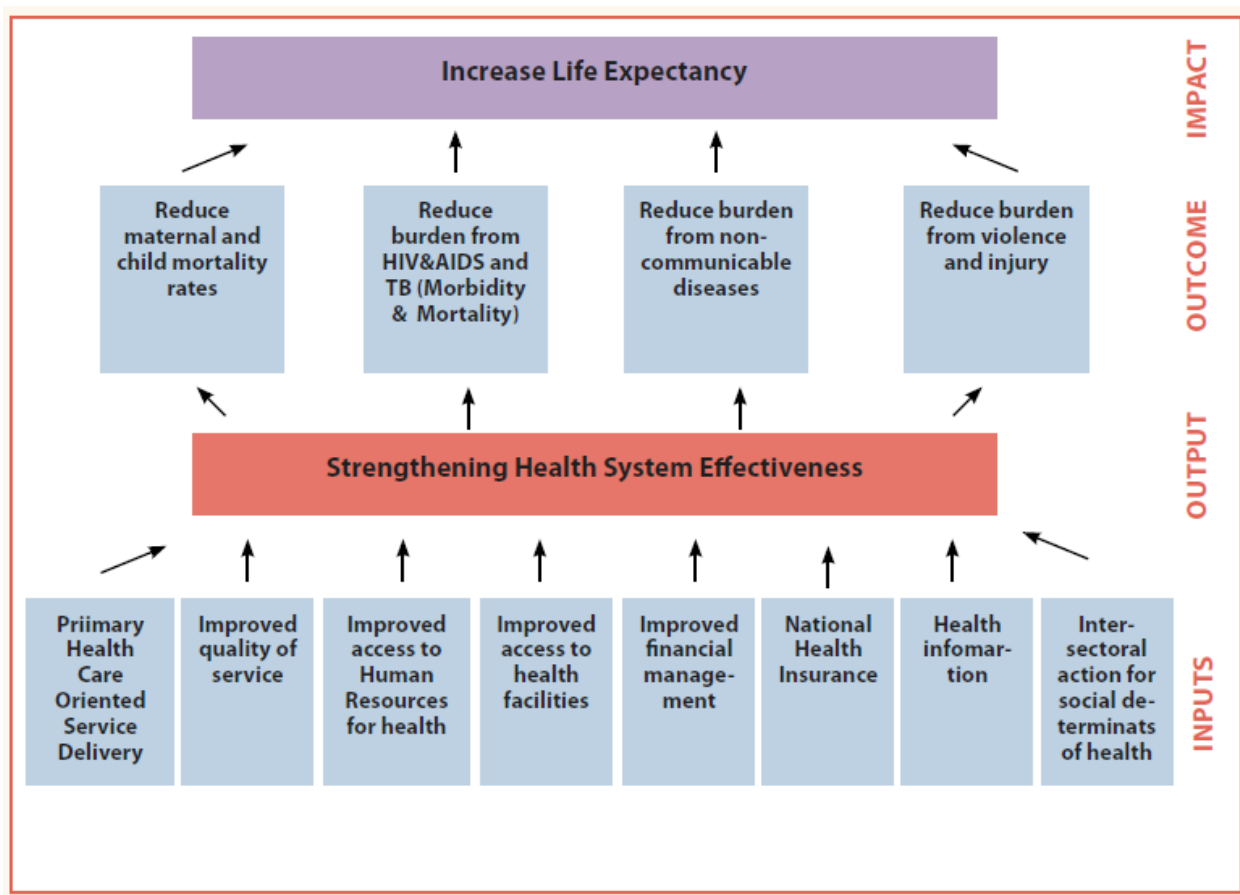 Increase Life Expectancy
IMPACT
Reduce
maternal and
child mortality
rates
Reduce
burden from
HIV&AIDS and
TB (Morbidity
& Mortality)
Reduce burden
from non-
communicable
diseases
Reduce burden
from violence
and injury
OUTCOME
Strengthening Health System Effectiveness
OUTPUT
Priimary
Health
Care
Oriented
Service
Delivery
Improved
quality of
service
Improved
access to
Human
Resources
for health
Improved
access to
health
facilities
Improved
financial
manage-
ment
National
Health
Insurance
Health
infomar-
tion
Inter-
sectoral
action for
social de-
terminats
of health
INPUTS